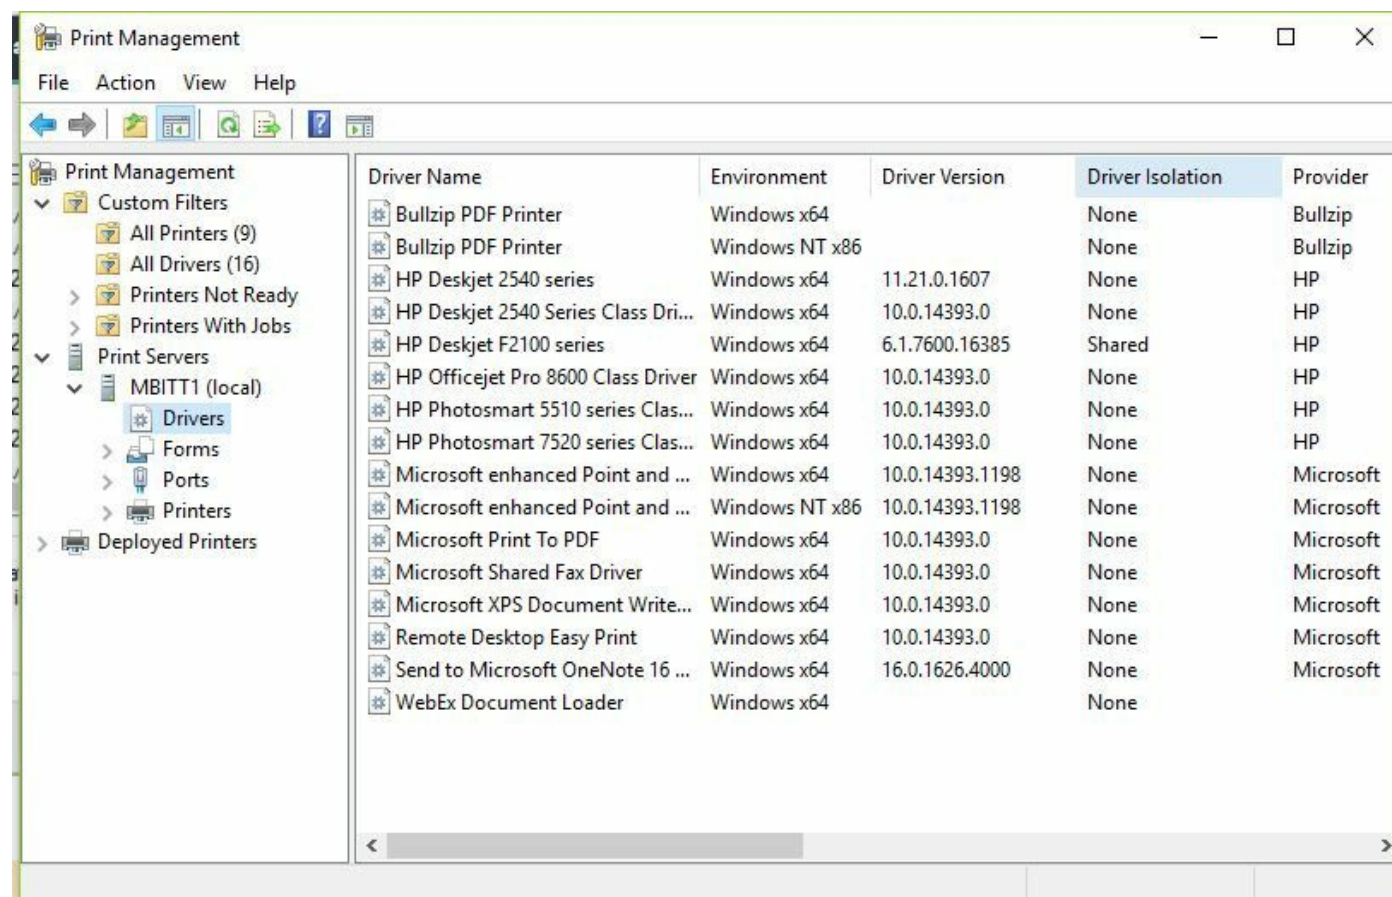 Print Management
File Action View Help
Print Management
Custom Filters
All Printers (9)
All Drivers (16)
Printers Not Ready
Printers With Jobs
Print Servers
MBITT1 (local)
Drivers
Forms
Ports
Printers
Deployed Printers
Driver Name Environment Driver Version Driver Isolation Provider
Bullzip PDF Printer Windows x64 None Bullzip
Bullzip PDF Printer Windows NT x86 None Bullzip
HP Deskjet 2540 series Windows x64 11.21.0.1607 None HP
HP Deskjet 2540 Series Class Dri... Windows x64 10.0.14393.0 None HP
HP Deskjet F2100 series Windows x64 6.1.7600.16385 Shared HP
HP Officejet Pro 8600 Class Driver Windows x64 10.0.14393.0 None HP
HP Photosmart 5510 series Clas... Windows x64 10.0.14393.0 None HP
HP Photosmart 7520 series Clas... Windows x64 10.0.14393.0 None HP
Microsoft enhanced Point and ... Windows x64 10.0.14393.1198 None Microsoft
Microsoft enhanced Point and ... Windows NT x86 10.0.14393.1198 None Microsoft
Microsoft Print To PDF Windows x64 10.0.14393.0 None Microsoft
Microsoft Shared Fax Driver Windows x64 10.0.14393.0 None Microsoft
Microsoft XPS Document Write... Windows x64 10.0.14393.0 None Microsoft
Remote Desktop Easy Print Windows x64 10.0.14393.0 None Microsoft
Send to Microsoft OneNote 16 ... Windows x64 16.0.1626.4000 None Microsoft
WebEx Document Loader Windows x64 None